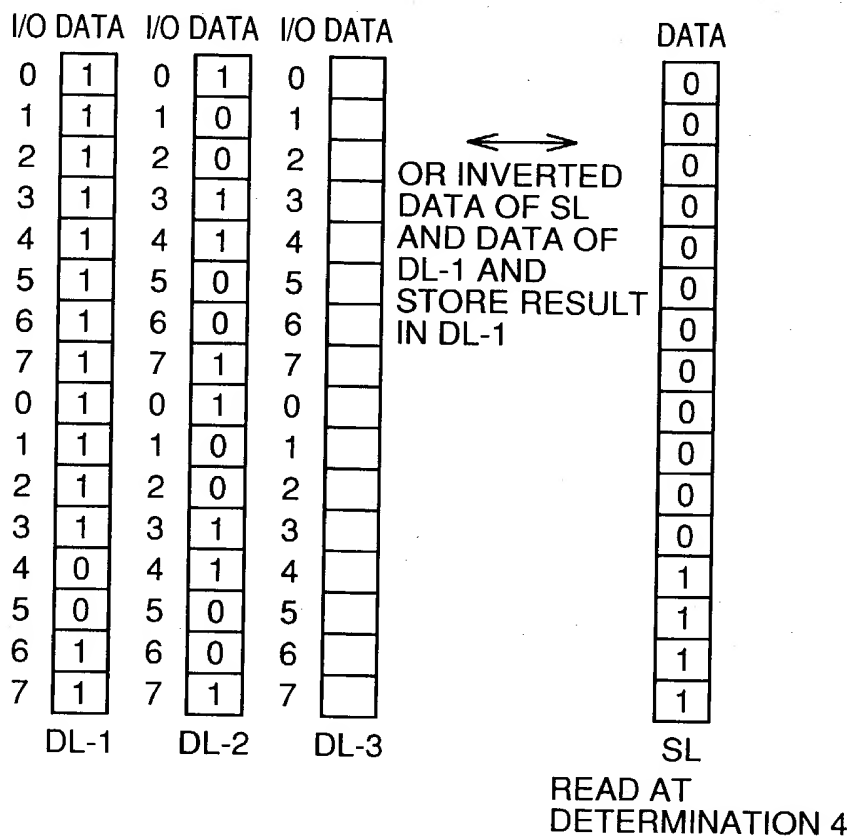 I/O DATA I/O DATA I/O DATA DATA
0 1 0 1 0 0
1 1 1 0 1 0
2 1 2 0 2 0
3 1 3 1 3 0
4 1 4 1 4 0
5 1 5 0 5 0
6 1 6 0 6 0
7 1 7 1 7 0
0 1 0 1 0 0
1 1 1 0 1 0
2 1 2 0 2 0
3 1 3 1 3 0
4 0 4 1 4 1
5 0 5 0 5 1
6 1 6 0 6 1
7 1 7 1 7 1
OR INVERTED
DATA OF SL
AND DATA OF
DL-1 AND
STORE RESULT
IN DL-1
DL-1 DL-2 DL-3 SL
READ AT
DETERMINATION 4